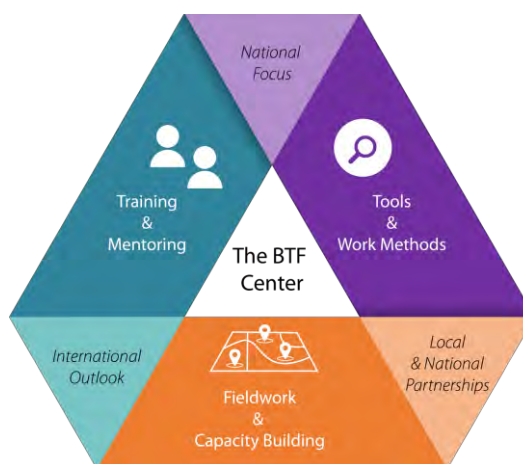 National
Focus
Training
&
Mentoring
Tools
&
Work Methods
The BTF
Center
International
Outlook
Local
& National
Partnerships
Fieldwork
&
Capacity Building